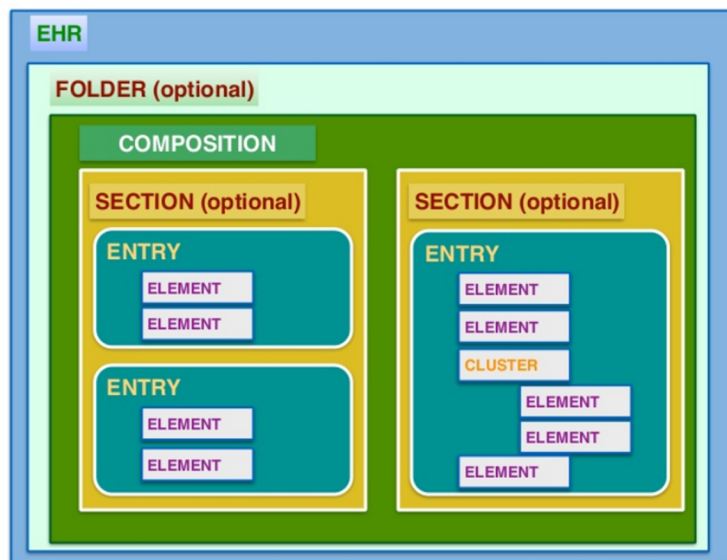 EHR
FOLDER (optional)
COMPOSITION
SECTION (optional)
ENTRY
ELEMENT
ELEMENT
ENTRY
ELEMENT
ELEMENT
SECTION (optional)
ENTRY
ELEMENT
ELEMENT
CLUSTER
ELEMENT
ELEMENT
ELEMENT